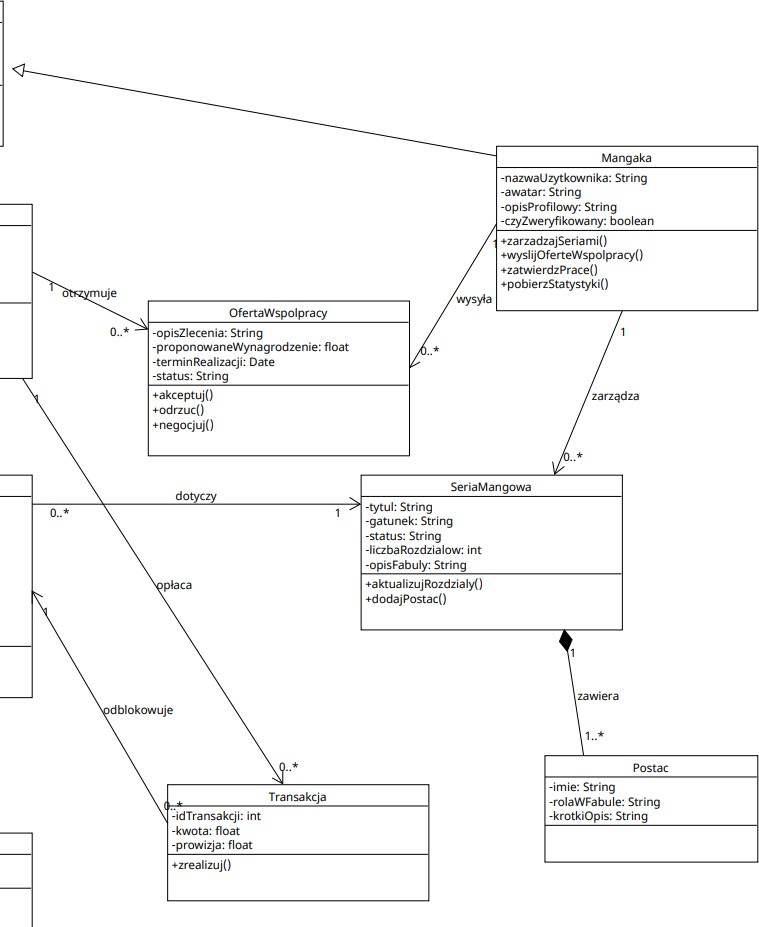 Mangaka
-nazwaUzytkownika: String
-awatar: String
-opisProfilowy: String
-czyZweryfikowany: boolean
+zarzadzajSeriami()
+wyslijOferteWspolpracy()
+zatwierdzPrace()
+pobierzStatystyki()
1
wysyła
0..*
1
otrzymuje
0..*
OfertaWspolpracy
-opisZlecenia: String
-proponowaneWynagrodzenie: float
-terminRealizacji: Date
-status: String
+akceptuj()
+odrzuc()
+negocjuj()
1
zarządza
0..*
1
0..*
dotyczy
1
SeriaMangowa
-tytul: String
-gatunek: String
-status: String
-liczbaRozdzialow: int
-opisFabuly: String
+aktualizujRozdzialy()
+dodajPostac()
opłaca
1
odblokowuje
1
zawiera
1..*
0..*
0..*
Transakcja
-idTransakcji: int
-kwota: float
-prowizja: float
+zrealizuj()
Postac
-imie: String
-rolaWFabule: String
-krotkiOpis: String